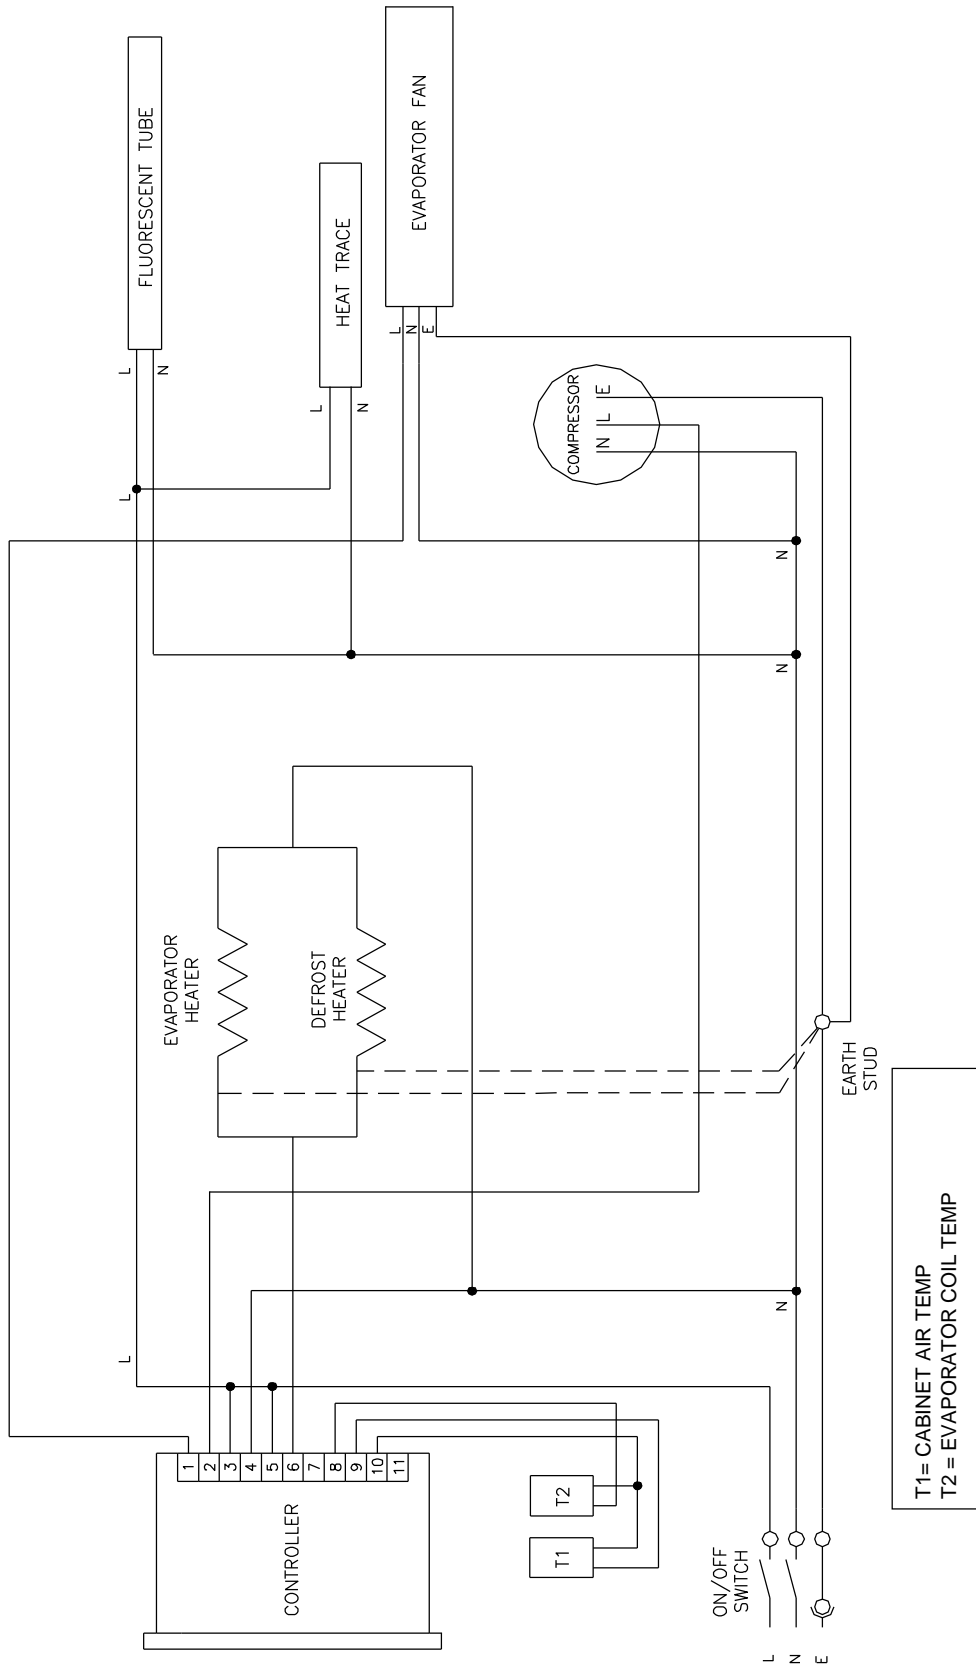 FLUORESCENT TUBE
L
N
L
HEAT TRACE
L
N
EVAPORATOR FAN
L
N
E
COMPRESSOR
N L E
N
N
EVAPORATOR
HEATER
DEFROST
HEATER
EARTH
STUD
L
N
CONTROLLER
1
2
3
4
5
6
7
8
9
10
11
T1
T2
ON/OFF
SWITCH
L
N
E
T1= CABINET AIR TEMP
T2 = EVAPORATOR COIL TEMP